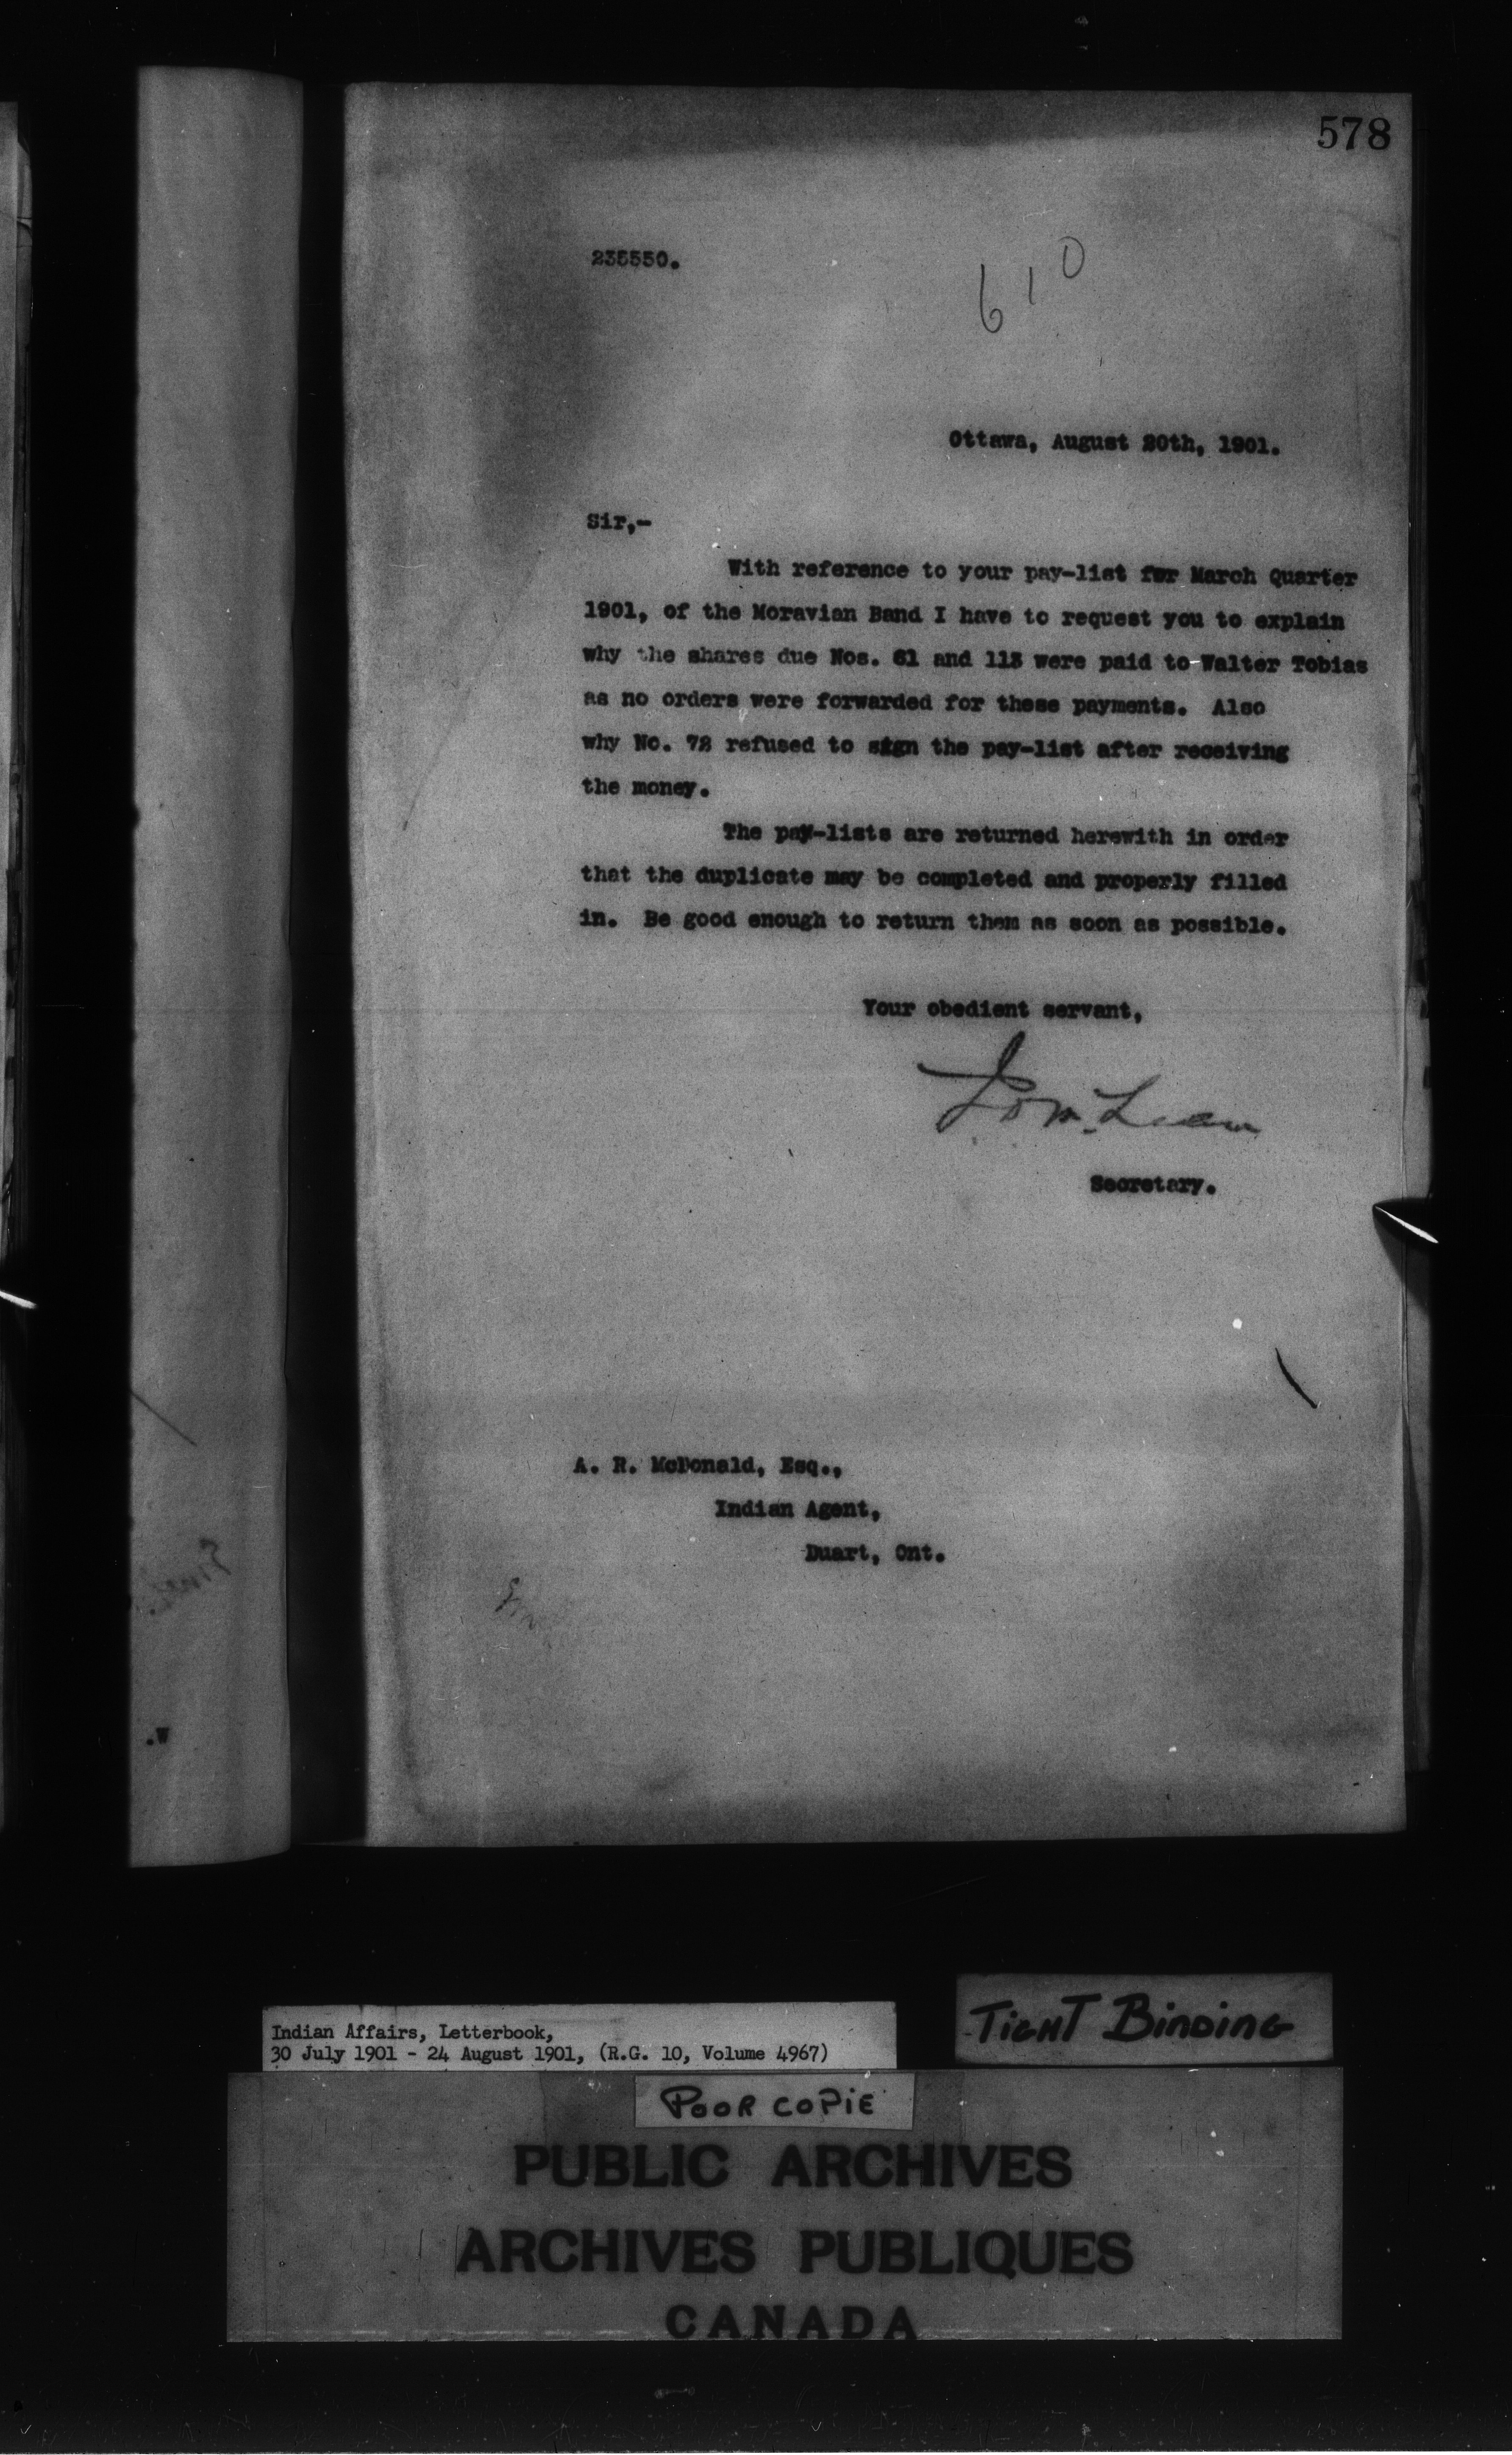 578
235550.
610
Ottawa, August 20th, 1901.
Sir,-
With reference to your pay-list for March Quarter
1901, of the Moravian Band I have to request you to explain
why the shares due Nos. 61 and 113 were paid to Walter Tobias
as no orders were forwarded for these payments. Also
why No. 72 refused to sign the pay-list after receiving
the money.
The pay-lists are returned herewith in order
that the duplicate may be completed and properly filled
in. Be good enough to return them as soon as possible.
Your obedient servant,
Secretary.
A. R. McDonald, Esq.,
Indian Agent,
Duart, Ont.
TIGHT BINDING
Indian Affairs, Letterbook,
30 July 1901 - 24 August 1901, (R.G. 10, Volume 4967)
POOR COPIE
PUBLIC ARCHIVES
ARCHIVES PUBLIQUES
CANADA